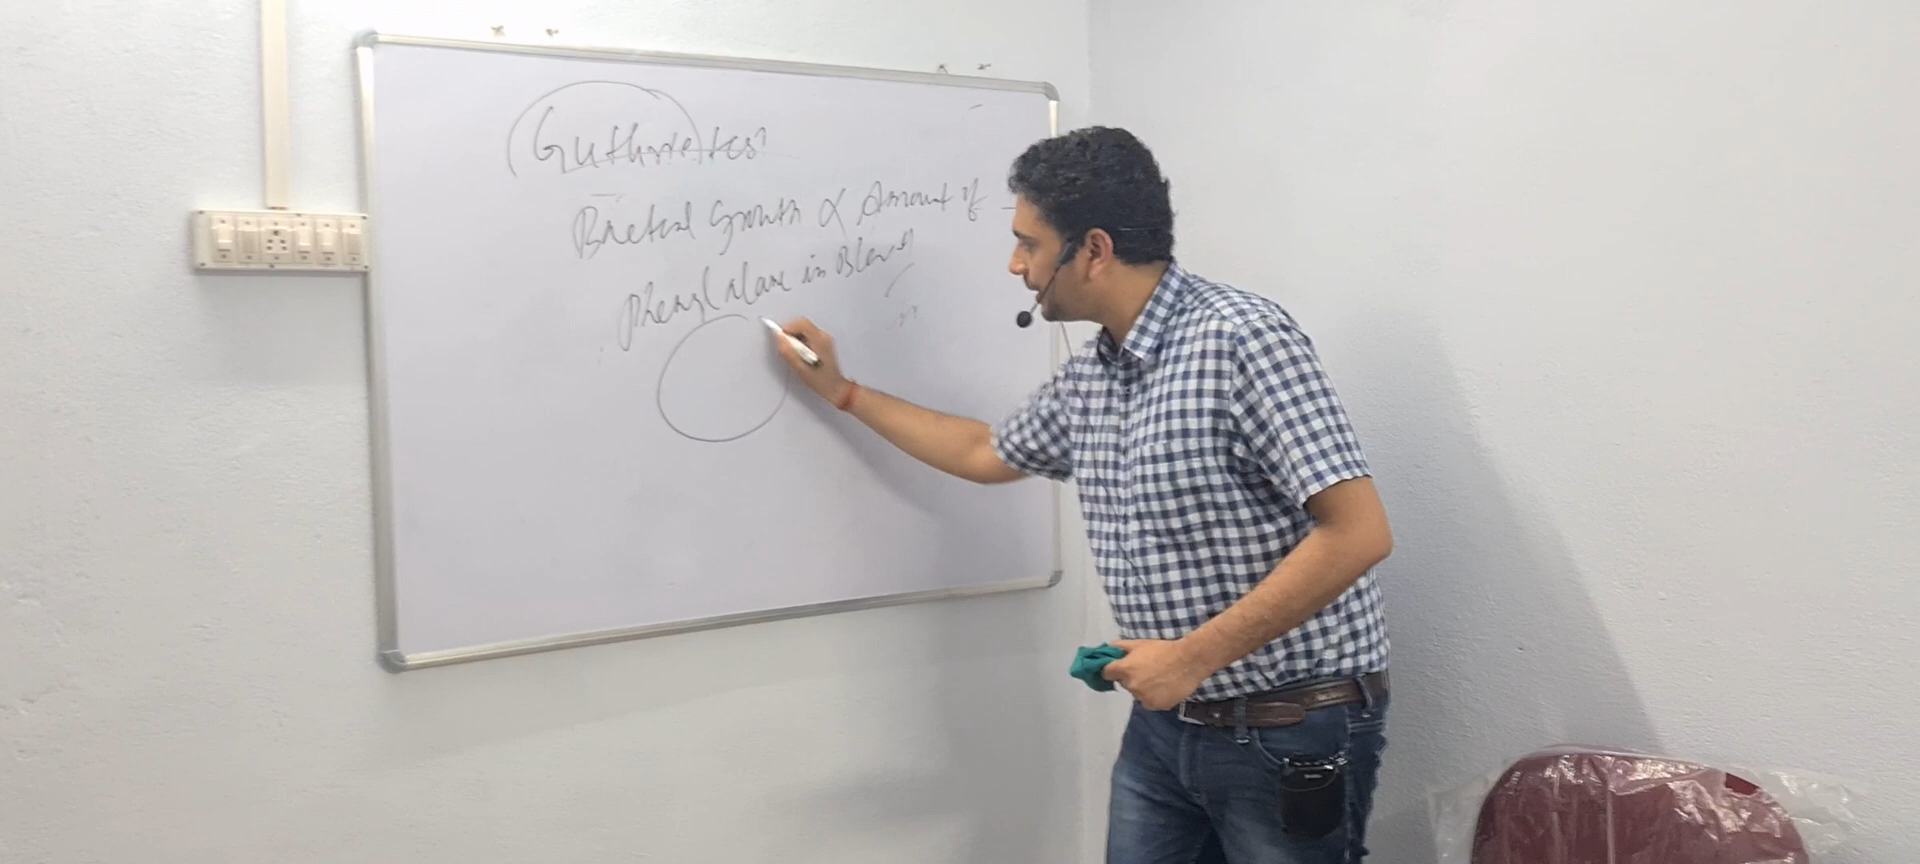 Guthrie test
Bacterial Growth ∝ Amount of
Phenylalanine in Blood